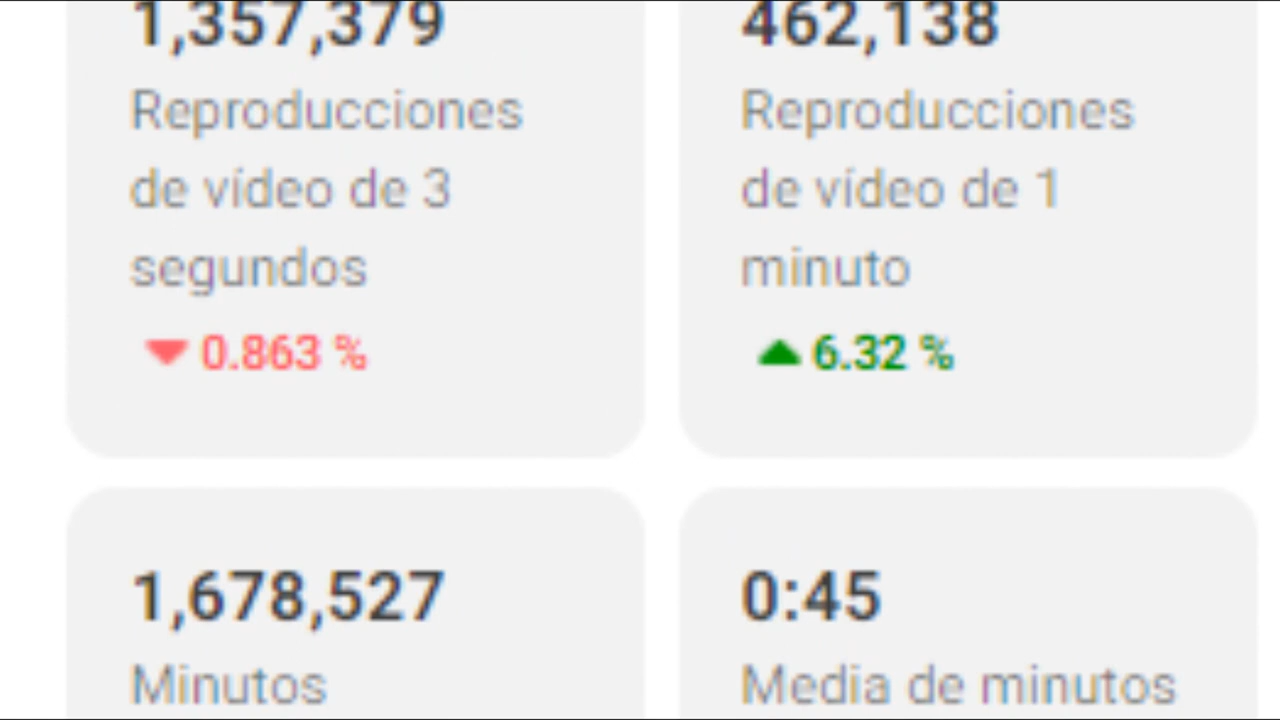 1,357,379
Reproducciones
de vídeo de 3
segundos
0.863 %
462,138
Reproducciones
de vídeo de 1
minuto
6.32 %
1,678,527
Minutos
0:45
Media de minutos